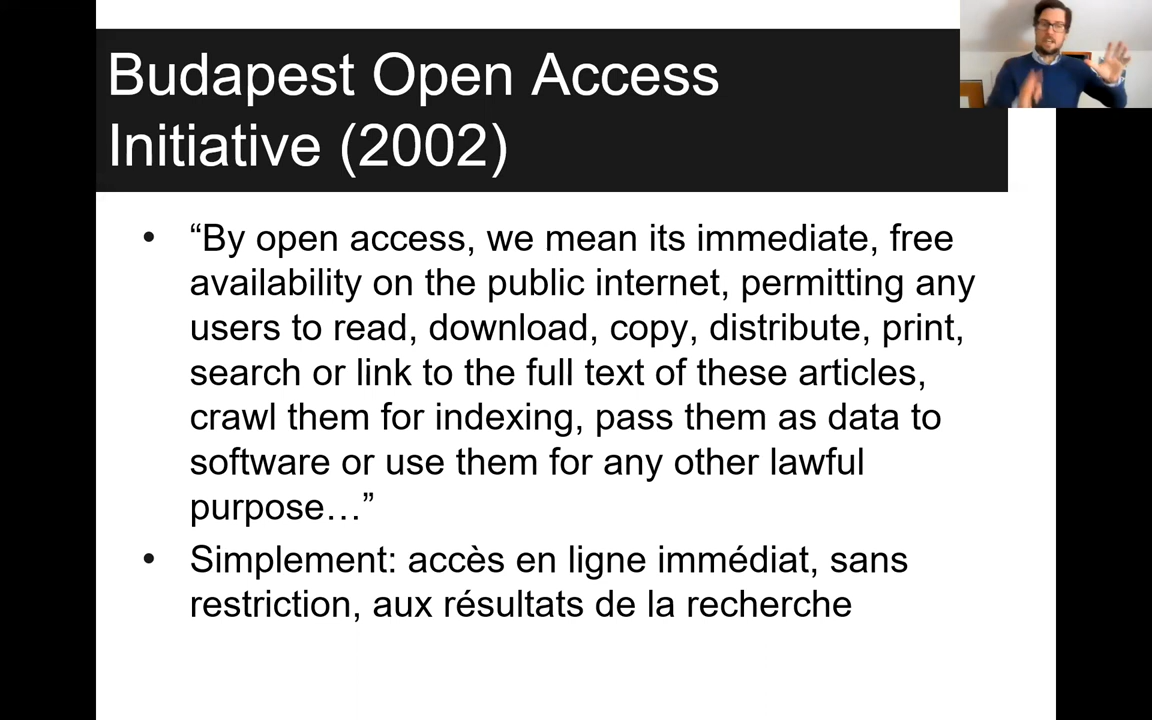 Budapest Open Access
Initiative (2002)
• “By open access, we mean its immediate, free
availability on the public internet, permitting any
users to read, download, copy, distribute, print,
search or link to the full text of these articles,
crawl them for indexing, pass them as data to
software or use them for any other lawful
purpose…”
• Simplement: accès en ligne immédiat, sans
restriction, aux résultats de la recherche